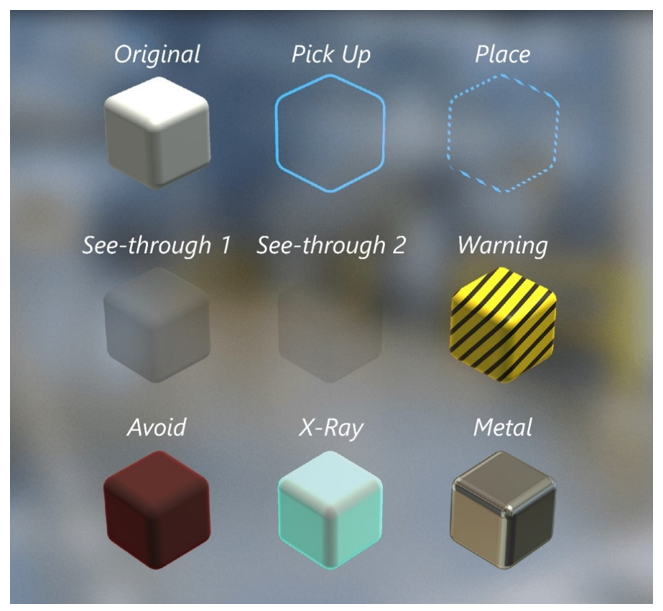 Original
Pick Up
Place
See-through 1
See-through 2
Warning
Avoid
X-Ray
Metal